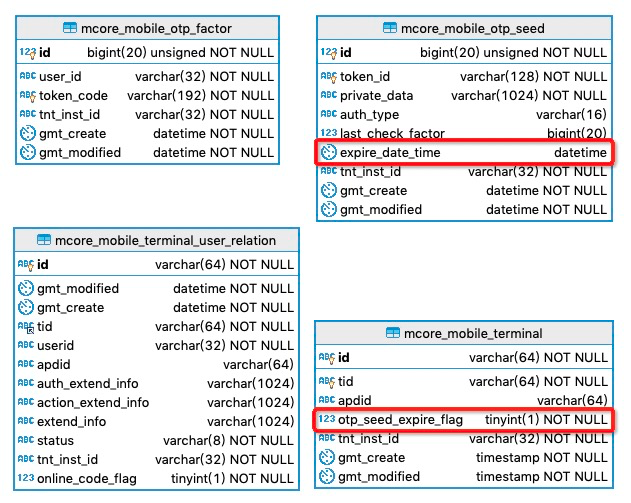 mcore_mobile_otp_factor
123 id bigint(20) unsigned NOT NULL
ABC user_id varchar(32) NOT NULL
ABC token_code varchar(192) NOT NULL
ABC tnt_inst_id varchar(32) NOT NULL
gmt_create datetime NOT NULL
gmt_modified datetime NOT NULL
mcore_mobile_otp_seed
123 id bigint(20) unsigned NOT NULL
ABC token_id varchar(128) NOT NULL
ABC private_data varchar(1024) NOT NULL
ABC auth_type varchar(16)
123 last_check_factor bigint(20)
expire_date_time datetime
ABC tnt_inst_id varchar(32) NOT NULL
gmt_create datetime NOT NULL
gmt_modified datetime NOT NULL
mcore_mobile_terminal_user_relation
ABC id varchar(64) NOT NULL
gmt_modified datetime NOT NULL
gmt_create datetime NOT NULL
ABC tid varchar(64) NOT NULL
ABC userid varchar(32) NOT NULL
ABC apdid varchar(64)
ABC auth_extend_info varchar(1024)
ABC action_extend_info varchar(1024)
ABC extend_info varchar(1024)
ABC status varchar(8) NOT NULL
ABC tnt_inst_id varchar(32) NOT NULL
123 online_code_flag tinyint(1) NOT NULL
mcore_mobile_terminal
ABC id varchar(64) NOT NULL
ABC tid varchar(64) NOT NULL
ABC apdid varchar(64)
123 otp_seed_expire_flag tinyint(1) NOT NULL
ABC tnt_inst_id varchar(32) NOT NULL
gmt_create timestamp NOT NULL
gmt_modified timestamp NOT NULL